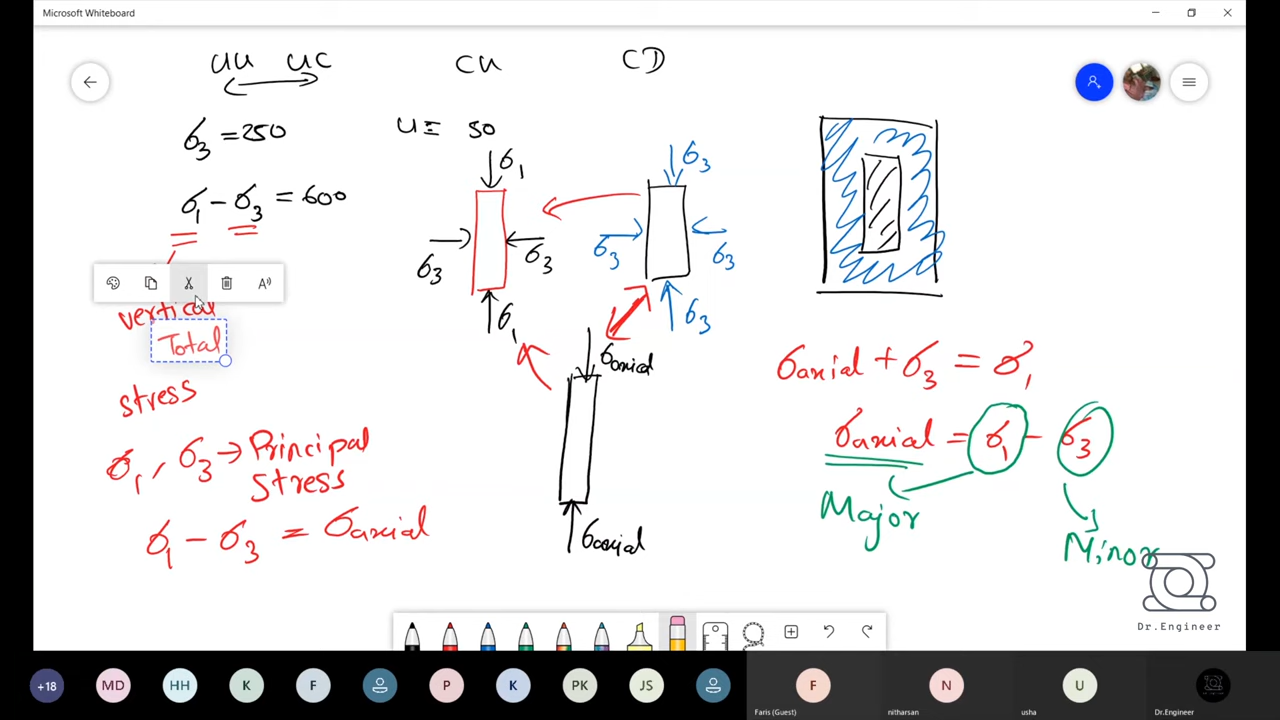 Microsoft Whiteboard
UU UC CU CD
σ3 = 250
U = 50
σ1 - σ3 = 600
σ1
σ3
σ3
σ1
σ3
σ3
σ3
σ3
vertical
Total
stress
σ1, σ3 → Principal
stress
σ1 - σ3 = σaxial
σaxial
σaxial
σaxial + σ3 = σ1
σaxial = σ1 - σ3
Major
Minor
Dr.Engineer
+18 MD HH K F P K PK JS F N U
Faris (Guest) nitharsan usha Dr.Engineer